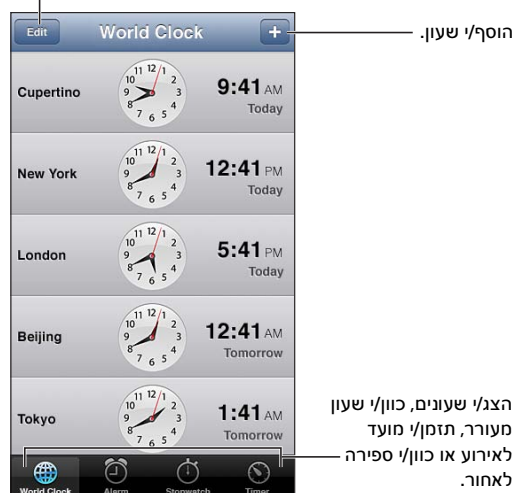 Edit
World Clock
+
הוסף/י שעון.
Cupertino
9:41 AM
Today
New York
12:41 PM
Today
London
5:41 PM
Today
Beijing
12:41 AM
Tomorrow
Tokyo
1:41 AM
Tomorrow
הצג/י שעונים, כוון/י שעון
מעורר, תזמן/י מועד
לאירוע או כוון/י ספירה
לאחור.
World Clock
Alarm
Stopwatch
Timer